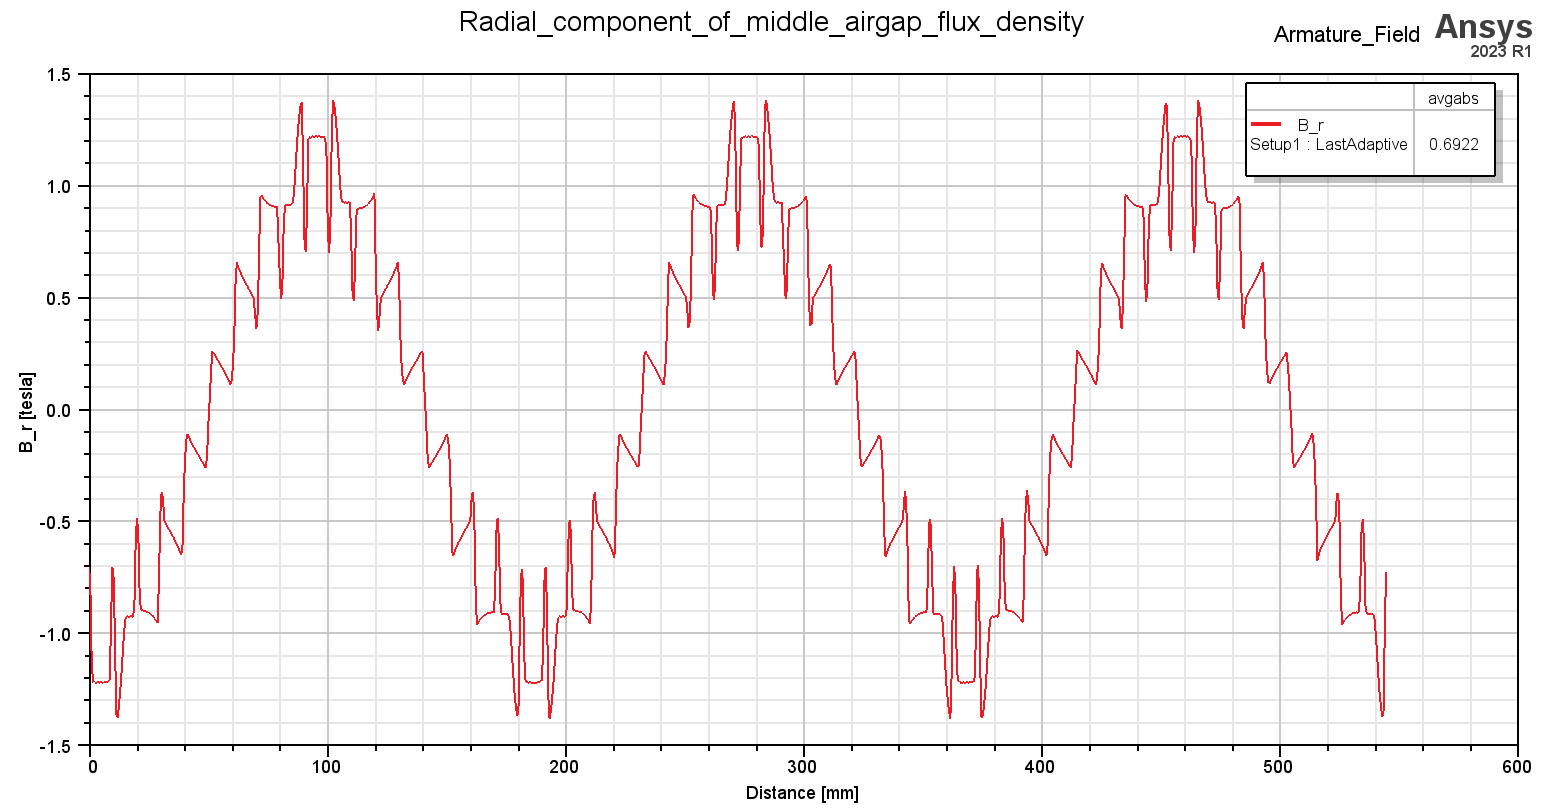 Radial_component_of_middle_airgap_flux_density
Armature_Field
Ansys
2023 R1
avgabs
B_r
Setup1 : LastAdaptive
0.6922
1.5
1.0
0.5
0.0
-0.5
-1.0
-1.5
B_r [tesla]
0 100 200 300 400 500 600
Distance [mm]